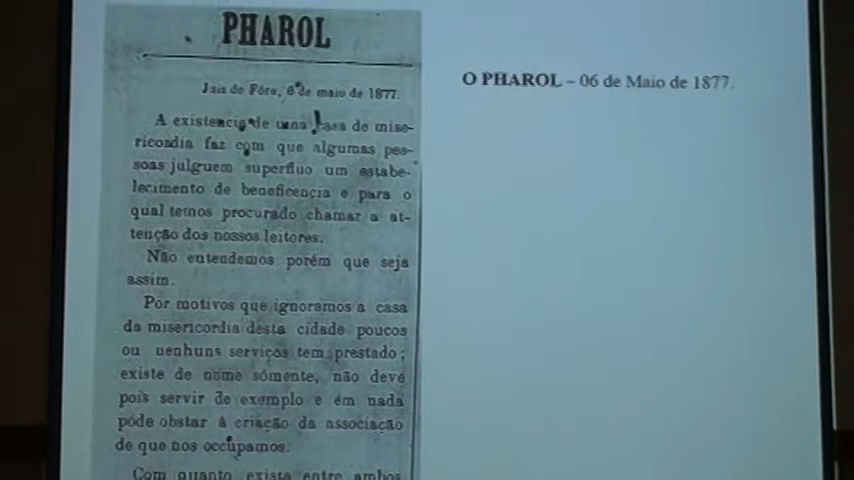 PHAROL
Juis de Fóra, 6 de maio de 1877.
A existencia de uma casa de mise-
ricordia faz com que algumas pes-
soas julguem superfluo um estabe-
lecimento de beneficencia e para o
qual temos procurado chamar a at-
tenção dos nossos leitores.
Não entendemos porém que seja
assim.
Por motivos que ignoramos a casa
da misericordia desta cidade poucos
ou nenhuns serviços tem prestado;
existe de nome sómente, não deve
pois servir de exemplo e em nada
póde obstar á criação da associação
de que nos occupamos.
Com quanto exista entre ambos
O PHAROL – 06 de Maio de 1877.